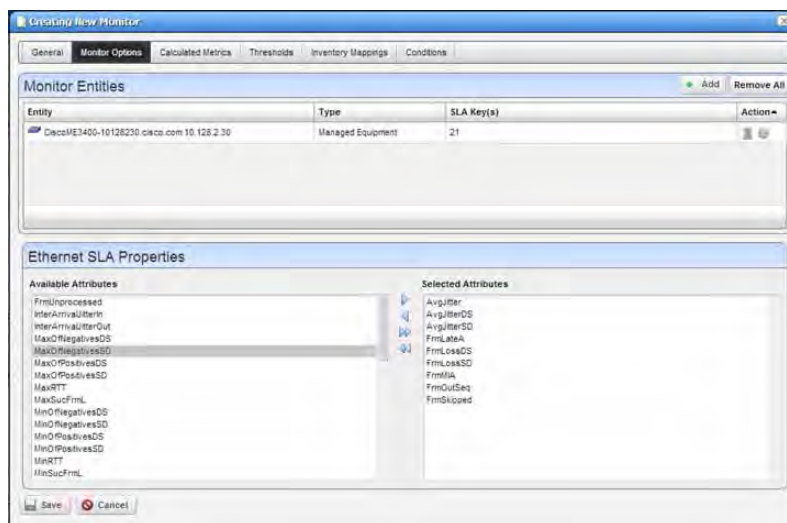 Creating New Monitor
General Monitor Options Calculated Metrics Thresholds Inventory Mappings Conditions
Monitor Entities
Add Remove All
Entity Type SLA Key(s) Action
CiscoME3400-10128230.cisco.com 10.128.2.30 Managed Equipment 21
Ethernet SLA Properties
Available Attributes
FrmUnprocessed
InterArrivalJitterIn
InterArrivalJitterOut
MaxOfNegativesDS
MaxOfNegativesSD
MaxOfPositivesDS
MaxOfPositivesSD
MaxRTT
MaxSucFrmL
MinOfNegativesDS
MinOfNegativesSD
MinOfPositivesDS
MinOfPositivesSD
MinRTT
MinSucFrmL
Selected Attributes
AvgJitter
AvgJitterDS
AvgJitterSD
FrmLateA
FrmLossDS
FrmLossSD
FrmMIA
FrmOutSeq
FrmSkipped
Save Cancel